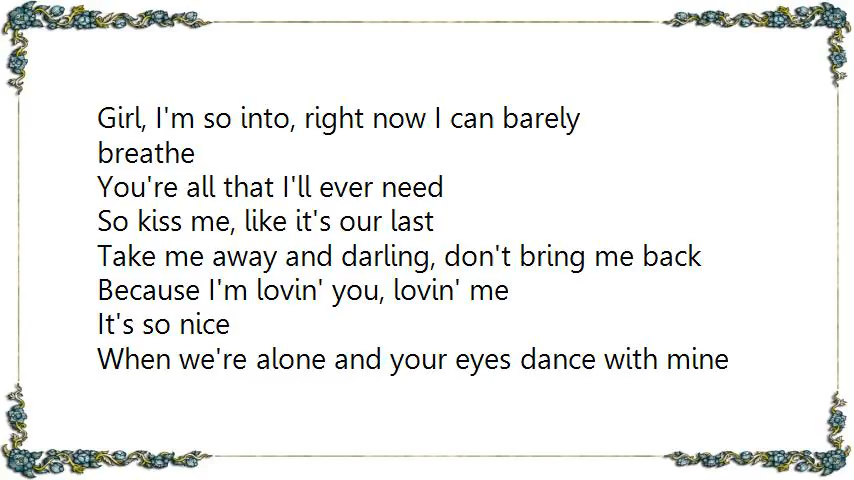 Girl, I'm so into, right now I can barely
breathe
You're all that I'll ever need
So kiss me, like it's our last
Take me away and darling, don't bring me back
Because I'm lovin' you, lovin' me
It's so nice
When we're alone and your eyes dance with mine